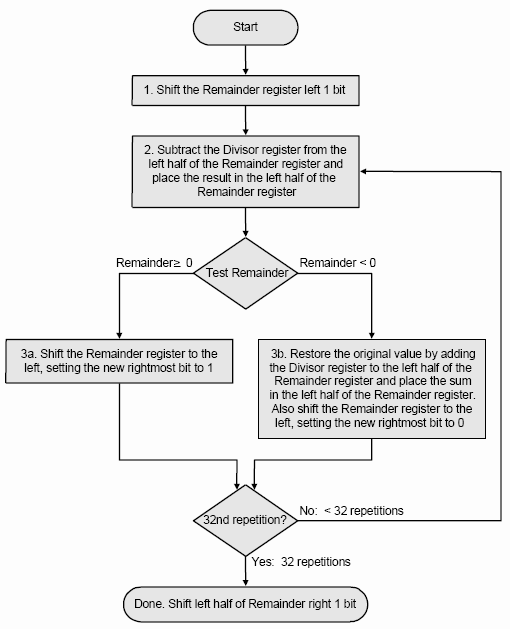 Start
1. Shift the Remainder register left 1 bit
2. Subtract the Divisor register from the
left half of the Remainder register and
place the result in the left half of the
Remainder register
Remainder≥ 0
Test Remainder
Remainder < 0
3a. Shift the Remainder register to the
left, setting the new rightmost bit to 1
3b. Restore the original value by adding
the Divisor register to the left half of the
Remainder register and place the sum
in the left half of the Remainder register.
Also shift the Remainder register to the
left, setting the new rightmost bit to 0
32nd repetition?
No: < 32 repetitions
Yes: 32 repetitions
Done. Shift left half of Remainder right 1 bit